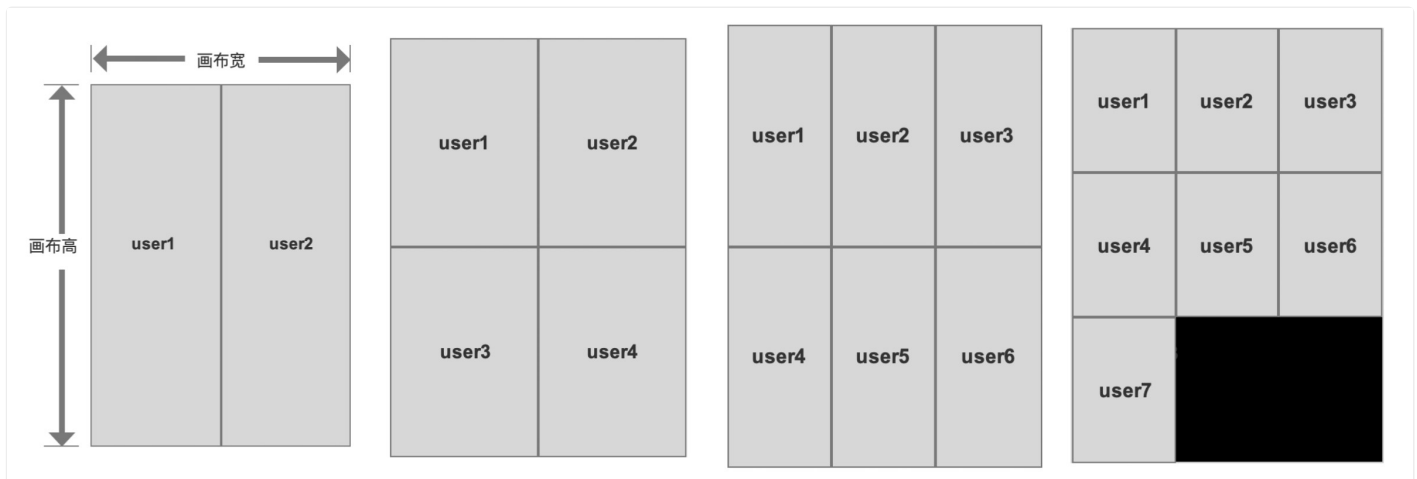 画布宽
画布高
user1
user2
user1
user2
user3
user4
user1
user2
user3
user4
user5
user6
user1
user2
user3
user4
user5
user6
user7